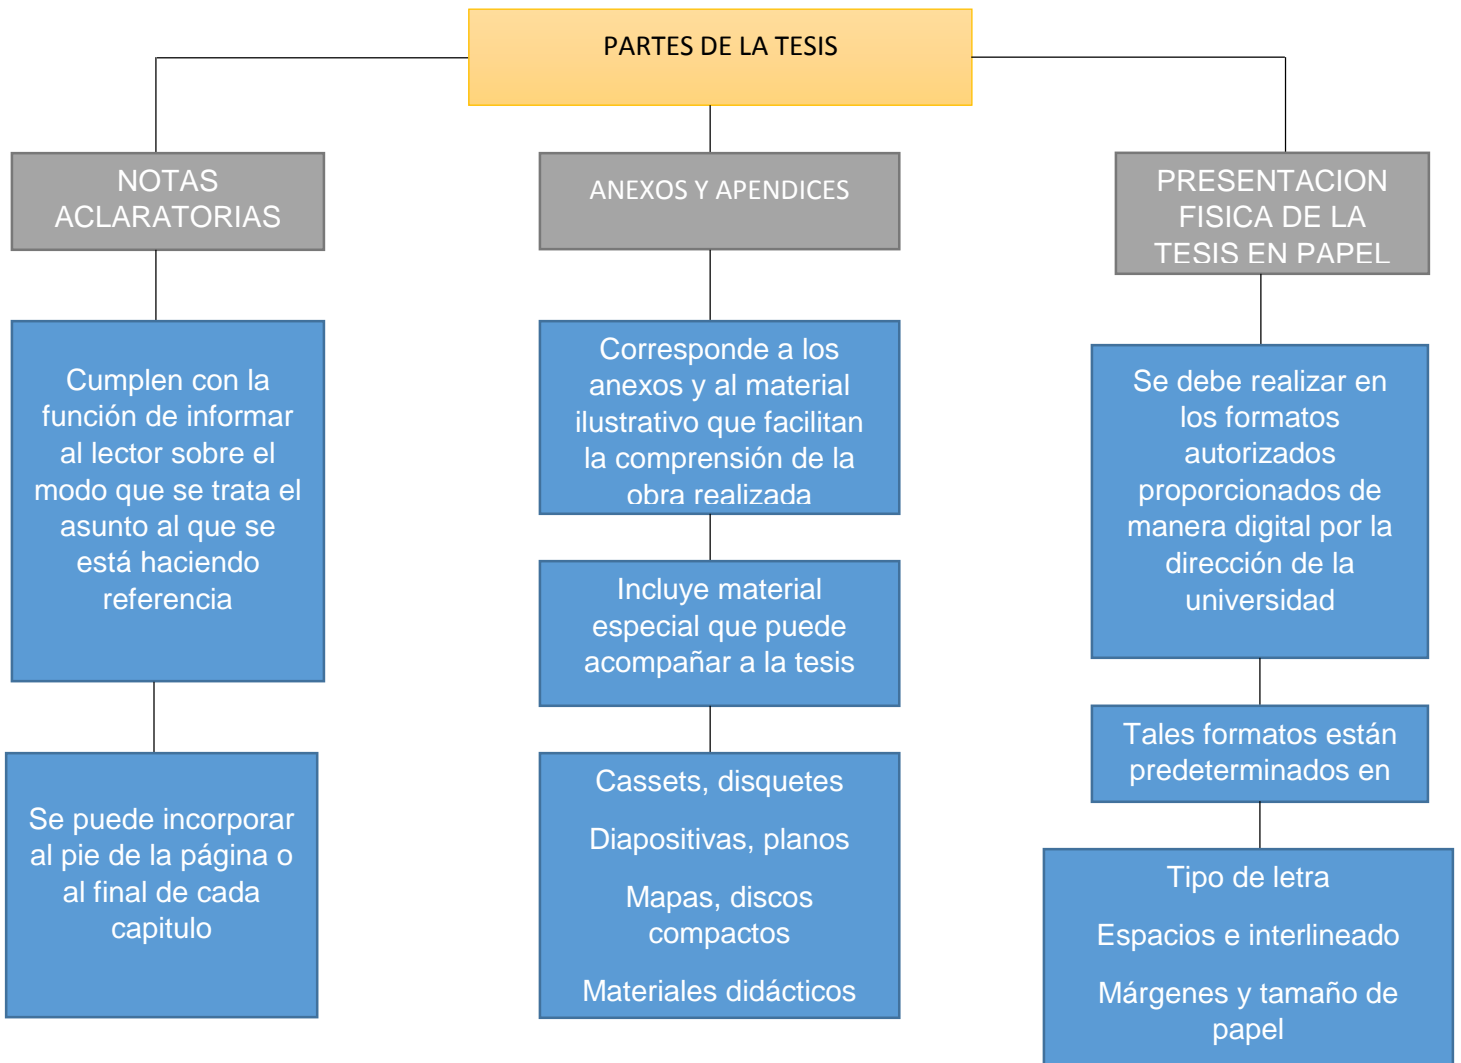 PARTES DE LA TESIS
NOTAS
ACLARATORIAS
Cumplen con la
función de informar
al lector sobre el
modo que se trata el
asunto al que se
está haciendo
referencia
Se puede incorporar
al pie de la página o
al final de cada
capitulo
ANEXOS Y APENDICES
Corresponde a los
anexos y al material
ilustrativo que facilitan
la comprensión de la
obra realizada
Incluye material
especial que puede
acompañar a la tesis
Cassets, disquetes
Diapositivas, planos
Mapas, discos
compactos
Materiales didácticos
PRESENTACION
FISICA DE LA
TESIS EN PAPEL
Se debe realizar en
los formatos
autorizados
proporcionados de
manera digital por la
dirección de la
universidad
Tales formatos están
predeterminados en
Tipo de letra
Espacios e interlineado
Márgenes y tamaño de
papel